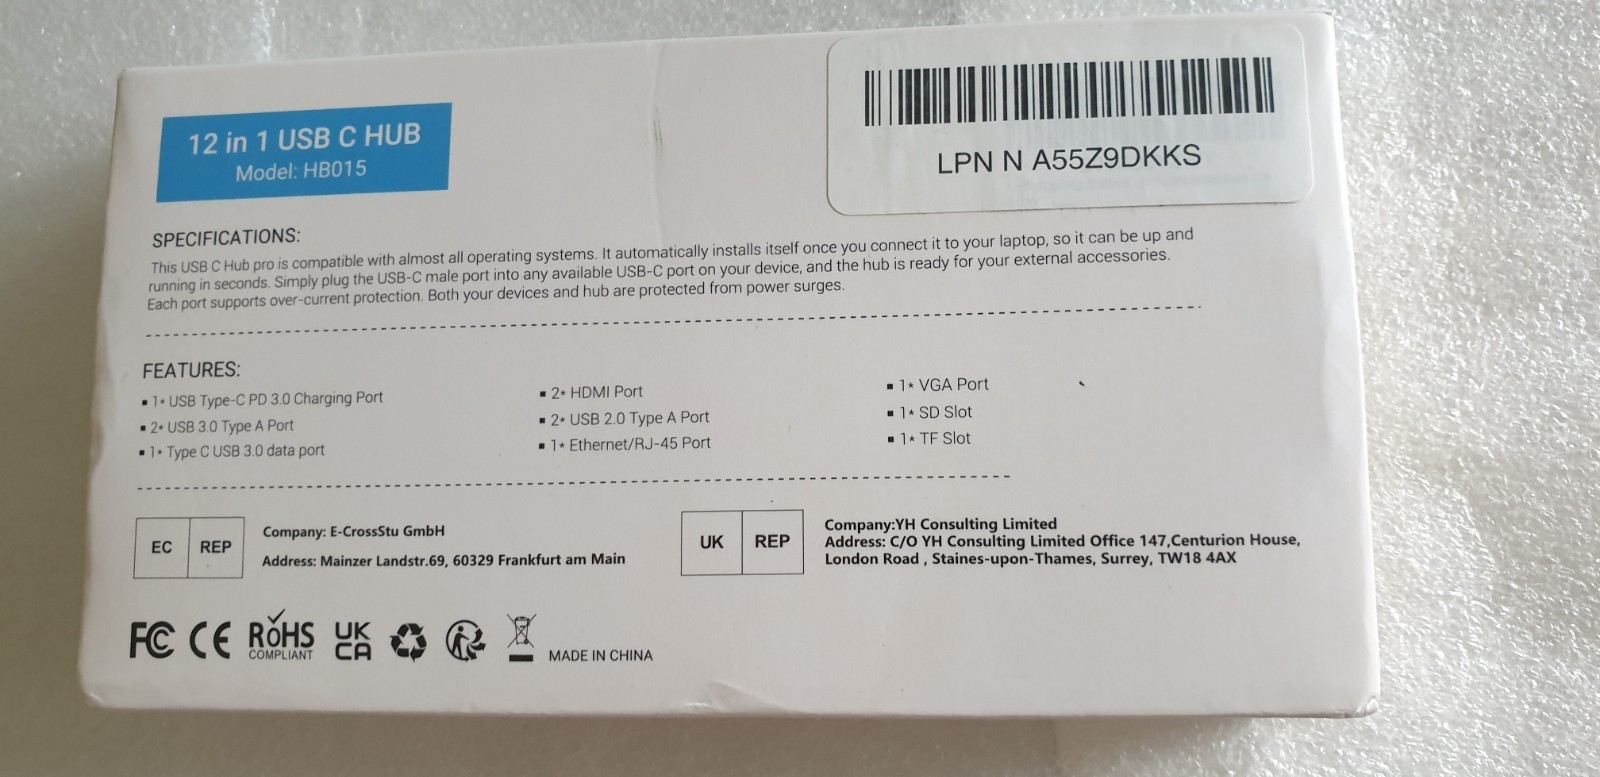 LPN N A55Z9DKKS
12 in 1 USB C HUB
Model: HB015
SPECIFICATIONS:
This USB C Hub pro is compatible with almost all operating systems. It automatically installs itself once you connect it to your laptop, so it can be up and
running in seconds. Simply plug the USB-C male port into any available USB-C port on your device, and the hub is ready for your external accessories.
Each port supports over-current protection. Both your devices and hub are protected from power surges.
FEATURES:
▪ 1* USB Type-C PD 3.0 Charging Port
▪ 2* USB 3.0 Type A Port
▪ 1* Type C USB 3.0 data port
▪ 2* HDMI Port
▪ 2* USB 2.0 Type A Port
▪ 1* Ethernet/RJ-45 Port
▪ 1* VGA Port
▪ 1* SD Slot
▪ 1* TF Slot
EC REP
Company: E-CrossStu GmbH
Address: Mainzer Landstr.69, 60329 Frankfurt am Main
UK REP
Company:YH Consulting Limited
Address: C/O YH Consulting Limited Office 147,Centurion House,
London Road , Staines-upon-Thames, Surrey, TW18 4AX
FC CE RoHS COMPLIANT UK CA MADE IN CHINA